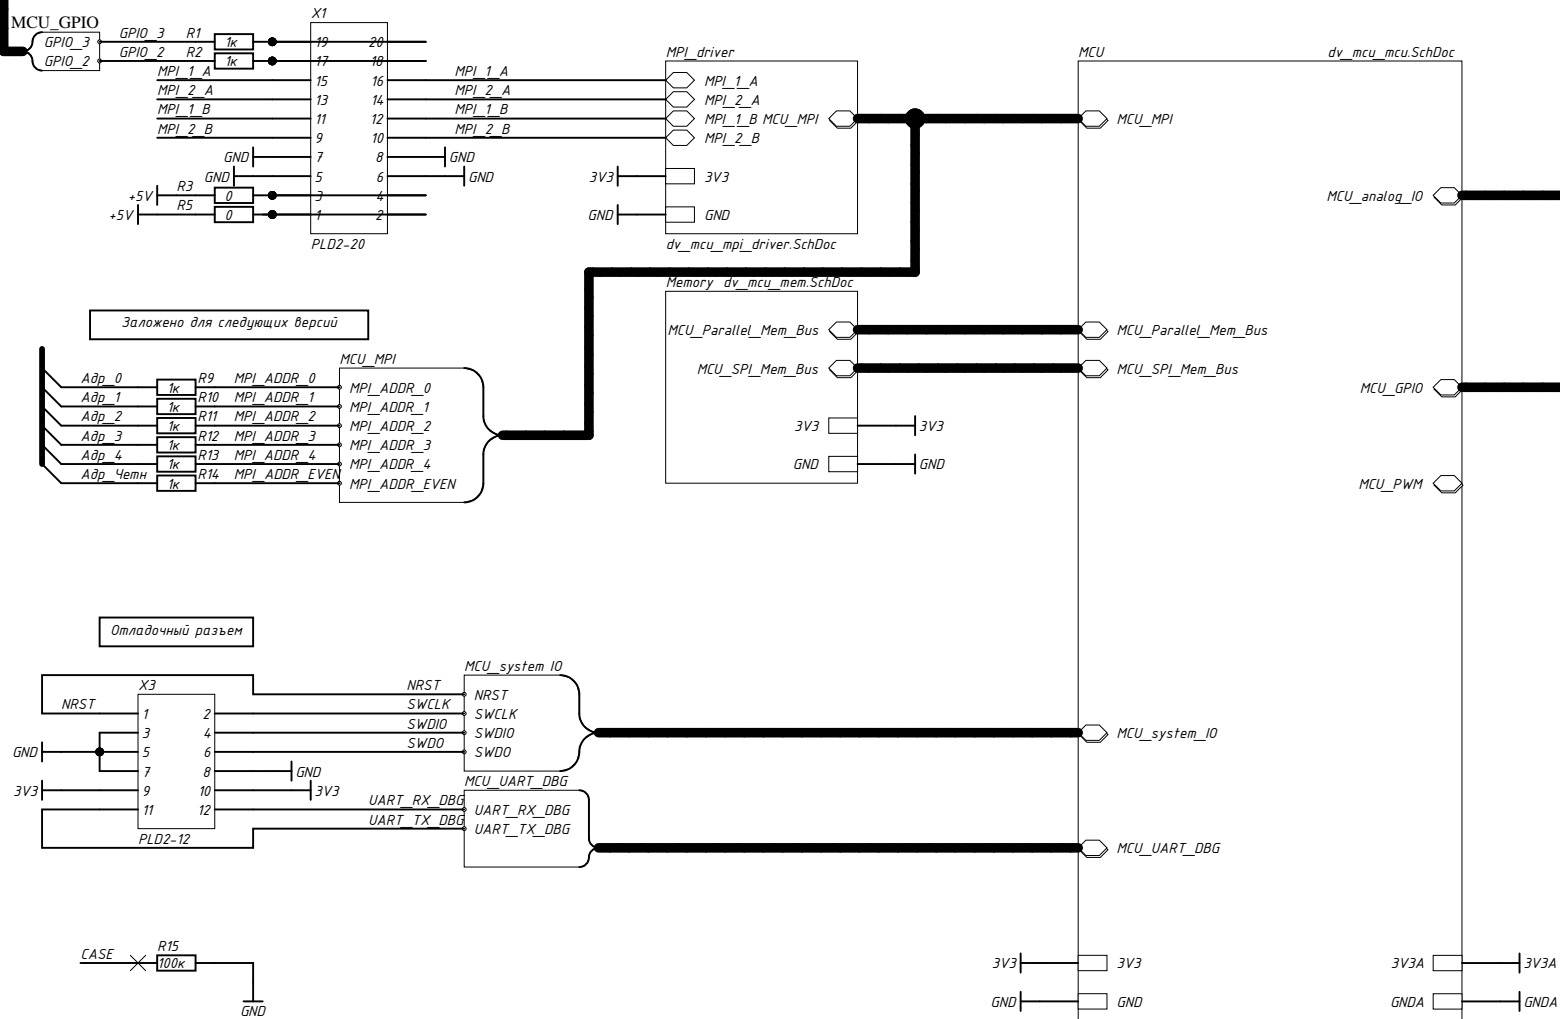 MCU_GPIO
GPIO_3
GPIO_2
GPIO_3 R1 1к
GPIO_2 R2 1к
X1
19 20
17 18
MPI_1_A 15 16 MPI_1_A
MPI_2_A 13 14 MPI_2_A
MPI_1_B 11 12 MPI_1_B
MPI_2_B 9 10 MPI_2_B
GND 7 8 GND
GND 5 6 GND
+5V R3 0 3 4
+5V R5 0 1 2
PLD2-20
MPI_driver
MPI_1_A
MPI_2_A
MPI_1_B MCU_MPI
MPI_2_B
3V3 3V3
GND GND
dv_mcu_mpi_driver.SchDoc
MCU dv_mcu_mcu.SchDoc
MCU_MPI
MCU_analog_IO
MCU_Parallel_Mem_Bus
MCU_SPI_Mem_Bus
MCU_GPIO
MCU_PWM
MCU_system_IO
MCU_UART_DBG
3V3 3V3 3V3A 3V3A
GND GND GNDA GNDA
Memory dv_mcu_mem.SchDoc
MCU_Parallel_Mem_Bus
MCU_SPI_Mem_Bus
3V3 3V3
GND GND
Заложено для следующих версий
MCU_MPI
Адр_0 1к R9 MPI_ADDR_0 MPI_ADDR_0
Адр_1 1к R10 MPI_ADDR_1 MPI_ADDR_1
Адр_2 1к R11 MPI_ADDR_2 MPI_ADDR_2
Адр_3 1к R12 MPI_ADDR_3 MPI_ADDR_3
Адр_4 1к R13 MPI_ADDR_4 MPI_ADDR_4
Адр_Четн 1к R14 MPI_ADDR_EVEN MPI_ADDR_EVEN
Отладочный разъем
X3
NRST 1 2
3 4
GND 5 6
7 8 GND
3V3 9 10 3V3
11 12
PLD2-12
MCU_system IO
NRST NRST
SWCLK SWCLK
SWDIO SWDIO
SWDO SWDO
MCU_UART_DBG
UART_RX_DBG UART_RX_DBG
UART_TX_DBG UART_TX_DBG
CASE R15 100к
GND